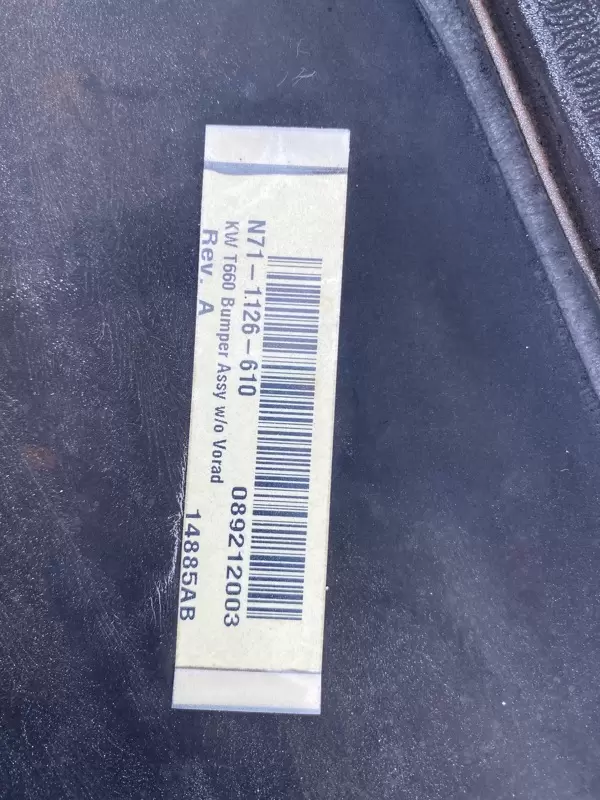 N71-1126-610 089212003
KW T660 Bumper Assy w/o Vorad
Rev. A 14885AB